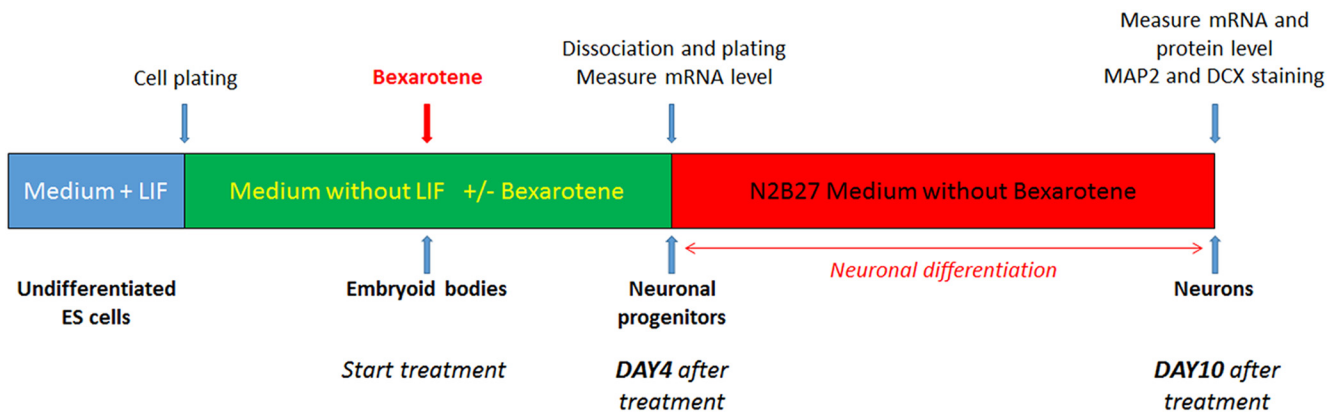 Cell plating
Bexarotene
Dissociation and plating
Measure mRNA level
Measure mRNA and
protein level
MAP2 and DCX staining
Medium + LIF
Medium without LIF +/- Bexarotene
N2B27 Medium without Bexarotene
Neuronal differentiation
Undifferentiated
ES cells
Embryoid bodies
Neuronal
progenitors
Neurons
Start treatment
DAY4 after
treatment
DAY10 after
treatment